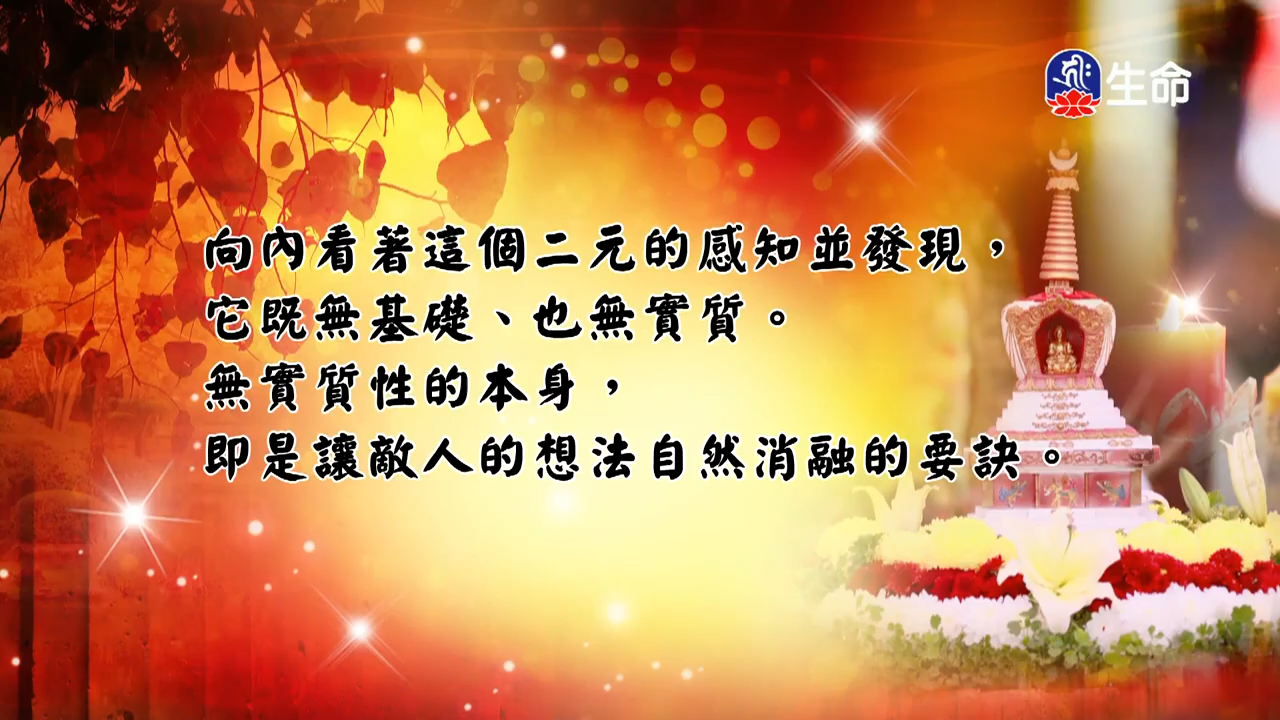 生命
向內看著這個二元的感知並發現，
它既無基礎、也無實質。
無實質性的本身，
即是讓敵人的想法自然消融的要訣。